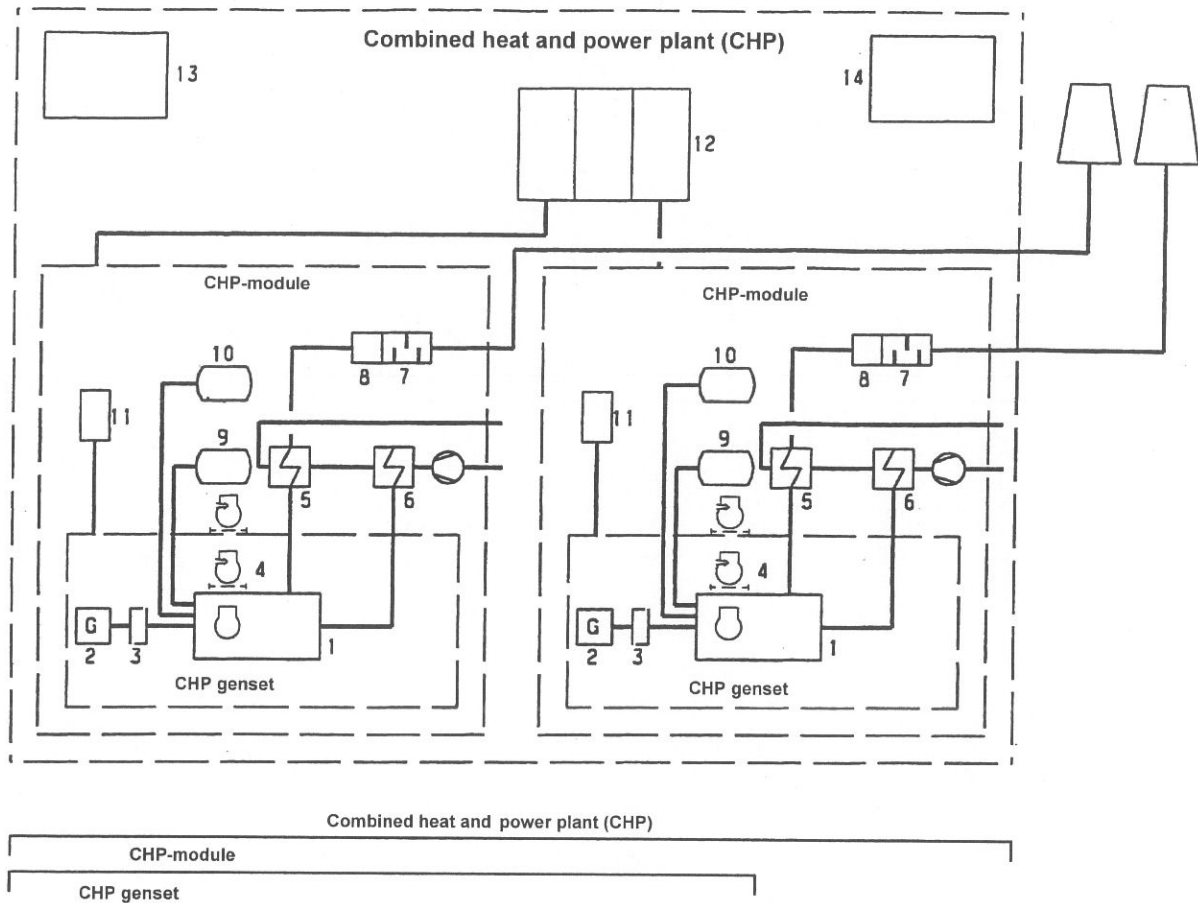 Combined heat and power plant (CHP)
13
14
12
CHP-module
CHP-module
10
8 7
11
9
5
6
4
G
2
3
1
CHP genset
10
8 7
11
9
5
6
4
G
2
3
1
CHP genset
Combined heat and power plant (CHP)
CHP-module
CHP genset